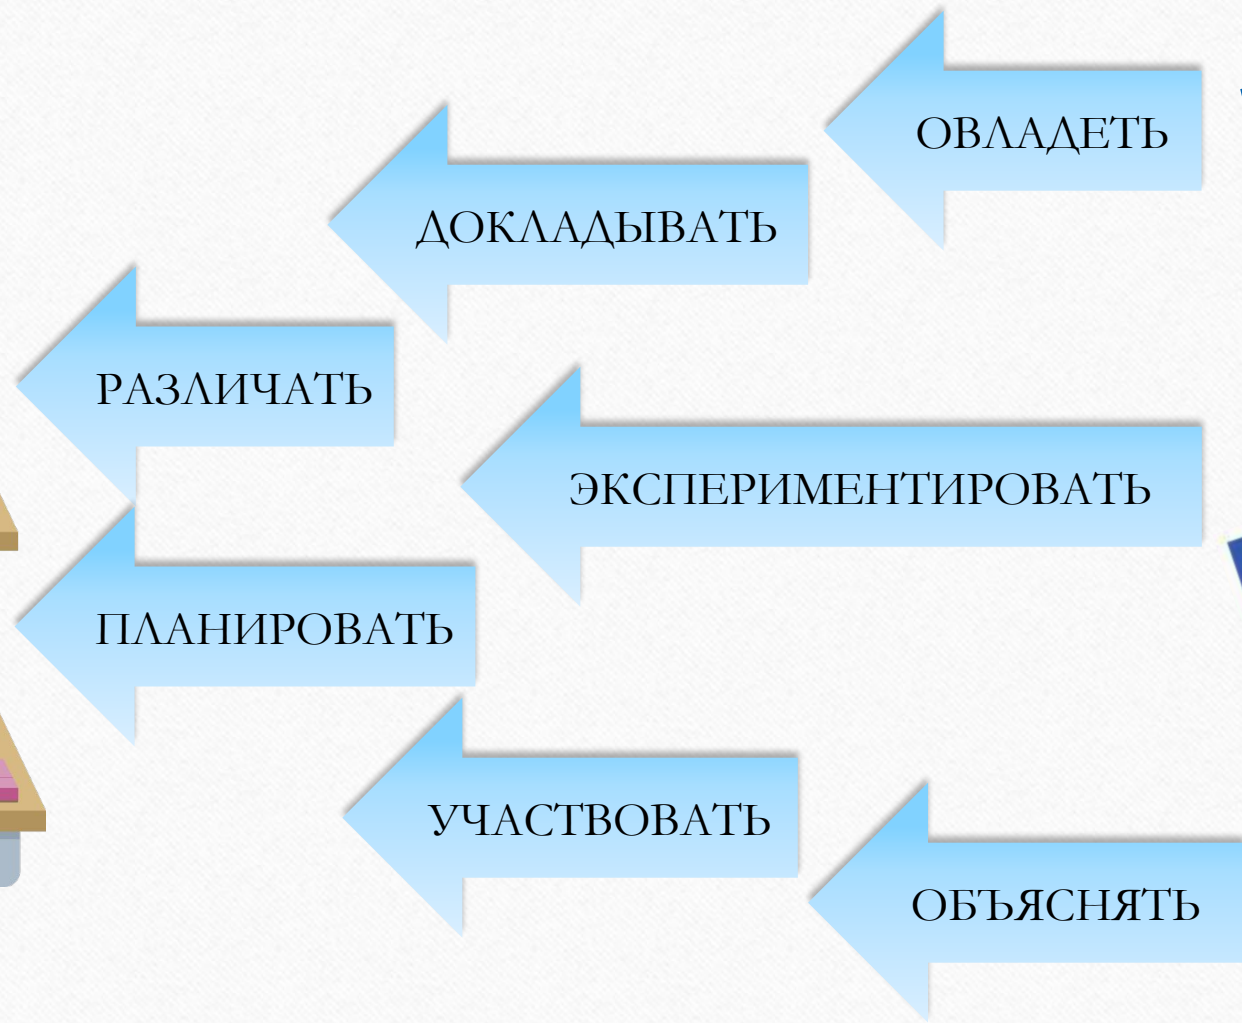 ОВЛАДЕТЬ
ДОКЛАДЫВАТЬ
РАЗЛИЧАТЬ
ЭКСПЕРИМЕНТИРОВАТЬ
ПЛАНИРОВАТЬ
УЧАСТВОВАТЬ
ОБЪЯСНЯТЬ